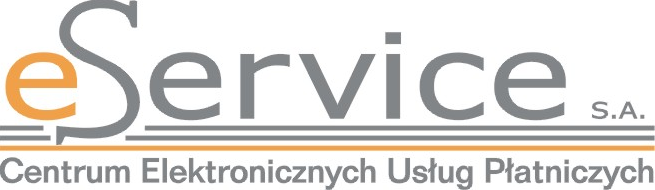 eService S.A.
Centrum Elektronicznych Usług Płatniczych